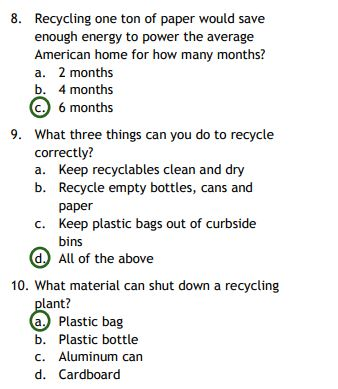 8. Recycling one ton of paper would save
enough energy to power the average
American home for how many months?
a. 2 months
b. 4 months
c. 6 months
9. What three things can you do to recycle
correctly?
a. Keep recyclables clean and dry
b. Recycle empty bottles, cans and
paper
c. Keep plastic bags out of curbside
bins
d. All of the above
10. What material can shut down a recycling
plant?
a. Plastic bag
b. Plastic bottle
c. Aluminum can
d. Cardboard